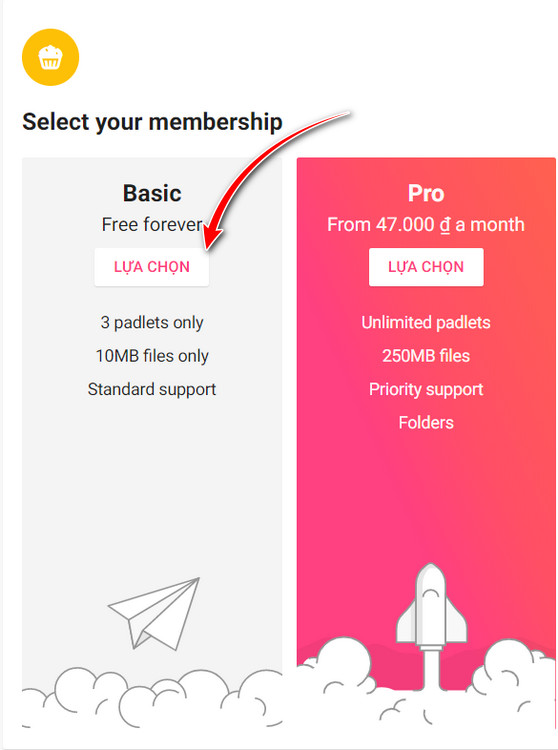 Select your membership
Basic
Free forever
LỰA CHỌN
3 padlets only
10MB files only
Standard support
Pro
From 47.000 ₫ a month
LỰA CHỌN
Unlimited padlets
250MB files
Priority support
Folders